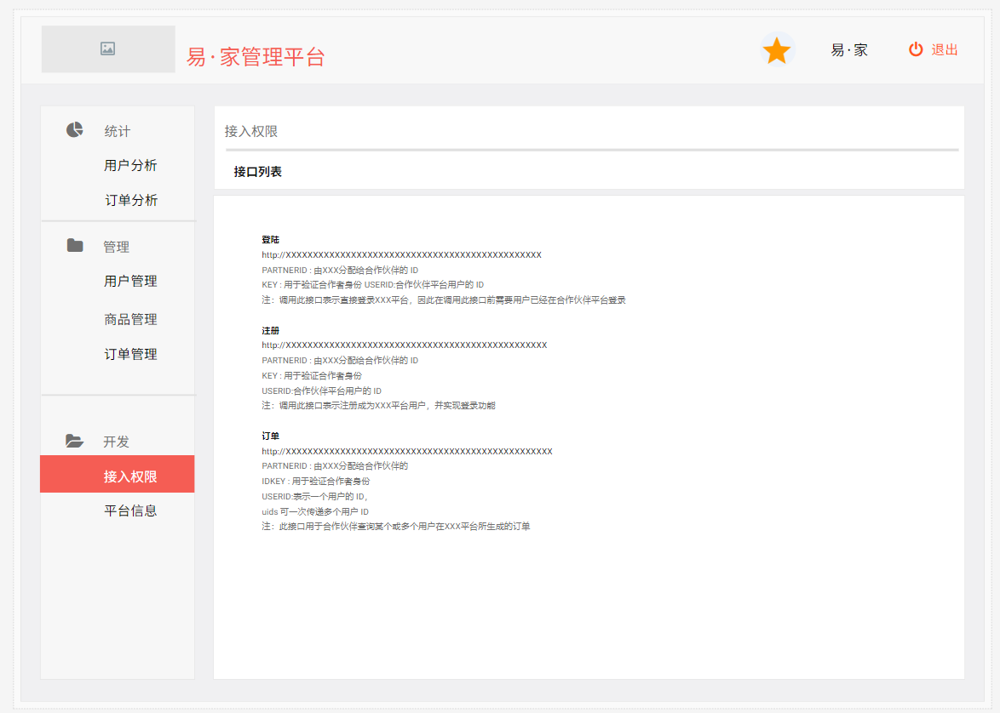 易·家管理平台
易·家
退出
统计
用户分析
订单分析
管理
用户管理
商品管理
订单管理
开发
接入权限
平台信息
接入权限
接口列表
登陆
http://XXXXXXXXXXXXXXXXXXXXXXXXXXXXXXXXXXXXXXXXXXXXXXX
PARTNERID : 由XXX分配给合作伙伴的 ID
KEY : 用于验证合作者身份 USERID:合作伙伴平台用户的 ID
注：调用此接口表示直接登录XXX平台，因此在调用此接口前需要用户已经在合作伙伴平台登录
注册
http://XXXXXXXXXXXXXXXXXXXXXXXXXXXXXXXXXXXXXXXXXXXXXXXX
PARTNERID : 由XXX分配给合作伙伴的 ID
KEY : 用于验证合作者身份
USERID:合作伙伴平台用户的 ID
注：调用此接口表示注册成为XXX平台用户，并实现登录功能
订单
http://XXXXXXXXXXXXXXXXXXXXXXXXXXXXXXXXXXXXXXXXXXXXXXXXX
PARTNERID : 由XXX分配给合作伙伴的
IDKEY : 用于验证合作者身份
USERID:表示一个用户的 ID，
uids 可一次传递多个用户 ID
注：此接口用于合作伙伴查询某个或多个用户在XXX平台所生成的订单